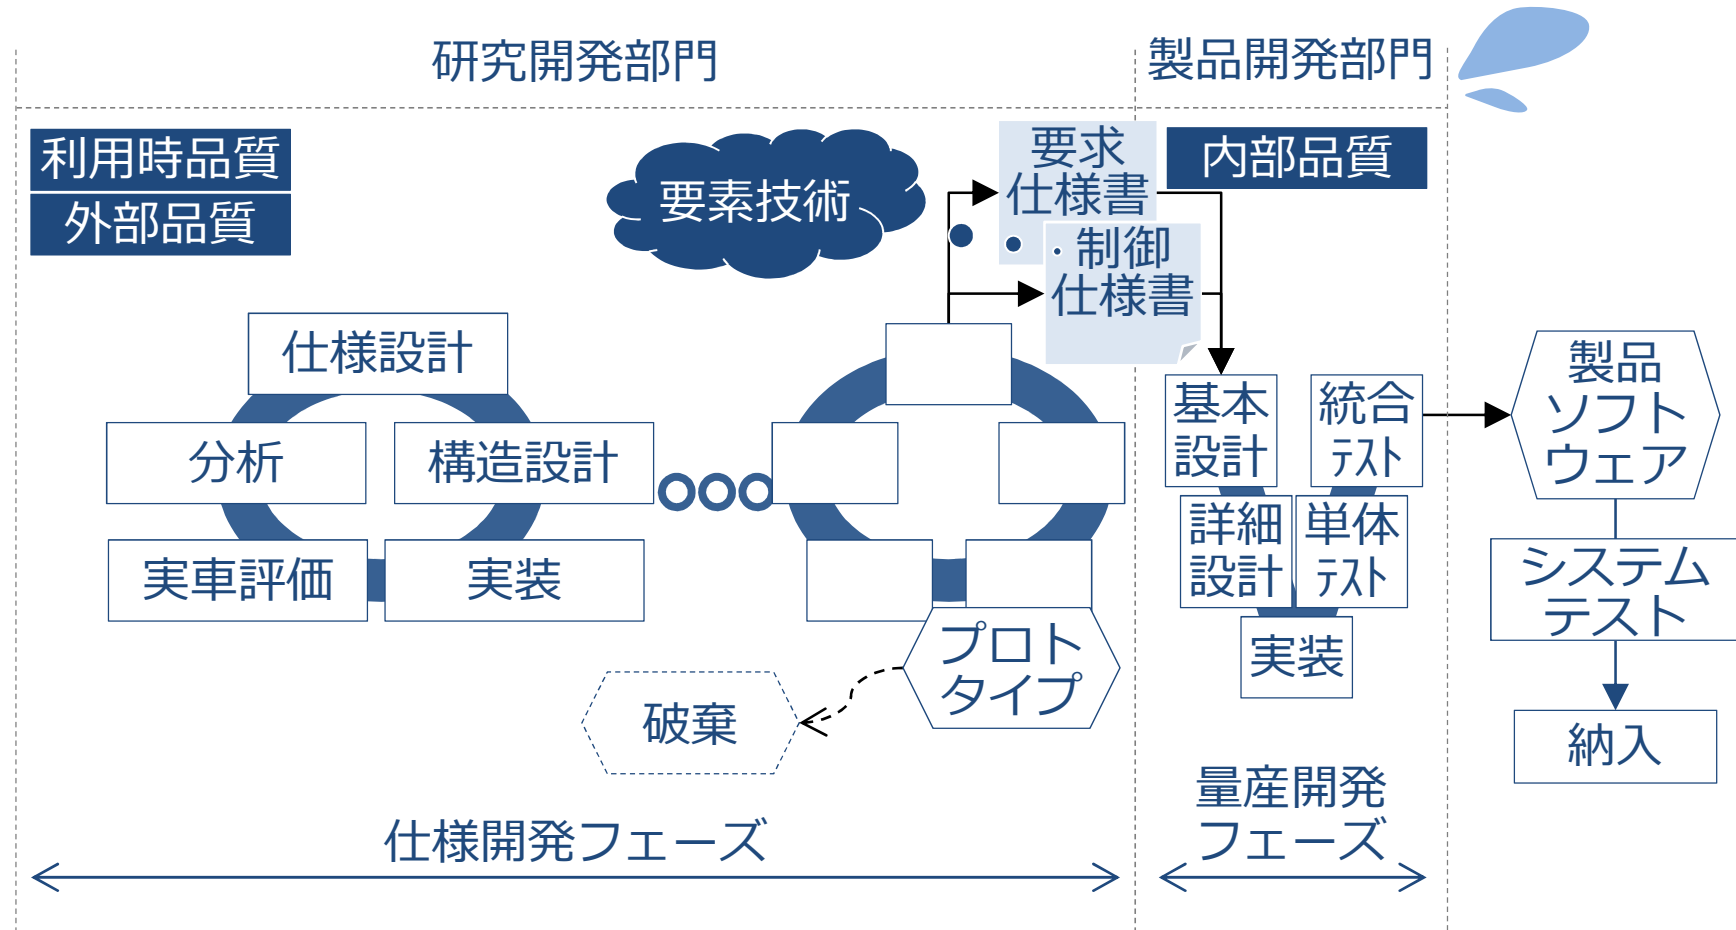 研究開発部門
製品開発部門
利用時品質
外部品質
要素技術
要求
仕様書
制御
仕様書
内部品質
仕様設計
分析
構造設計
実車評価
実装
プロト
タイプ
破棄
基本
設計
統合
ﾃｽﾄ
詳細
設計
単体
ﾃｽﾄ
実装
製品
ソフト
ウェア
システム
テスト
納入
仕様開発フェーズ
量産開発
フェーズ